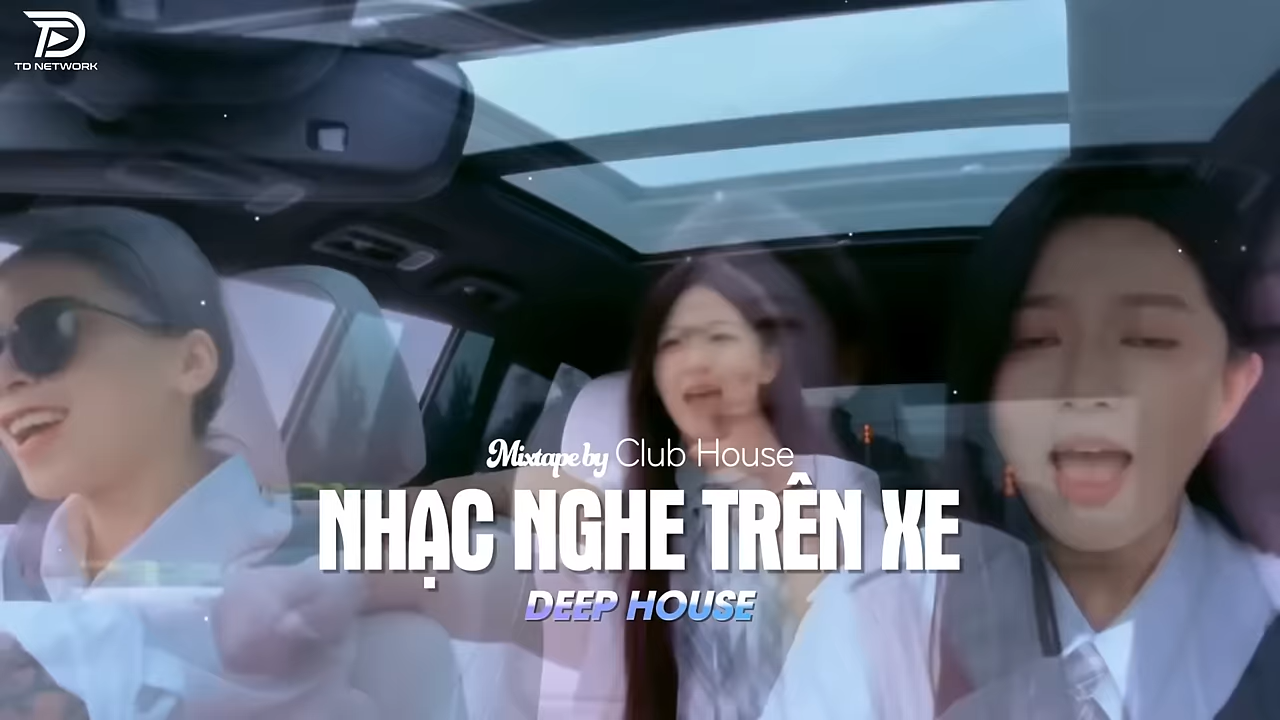 TD NETWORK
Mixtape by Club House
NHẠC NGHE TRÊN XE
DEEP HOUSE